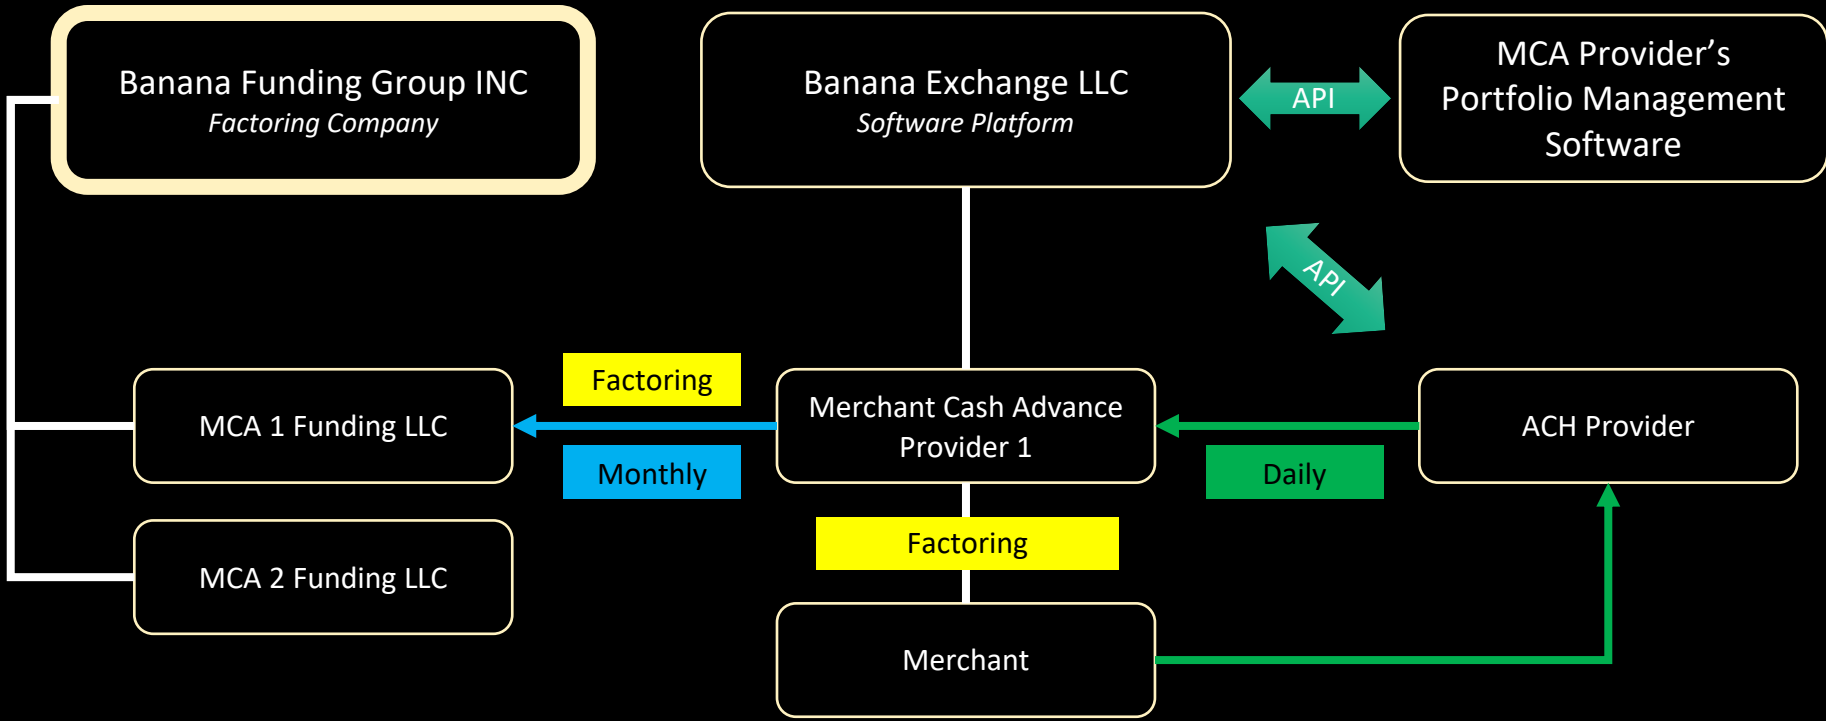 Banana Funding Group INC
Factoring Company
Banana Exchange LLC
Software Platform
API
MCA Provider’s
Portfolio Management
Software
API
Factoring
MCA 1 Funding LLC
Monthly
Merchant Cash Advance
Provider 1
Daily
ACH Provider
MCA 2 Funding LLC
Factoring
Merchant